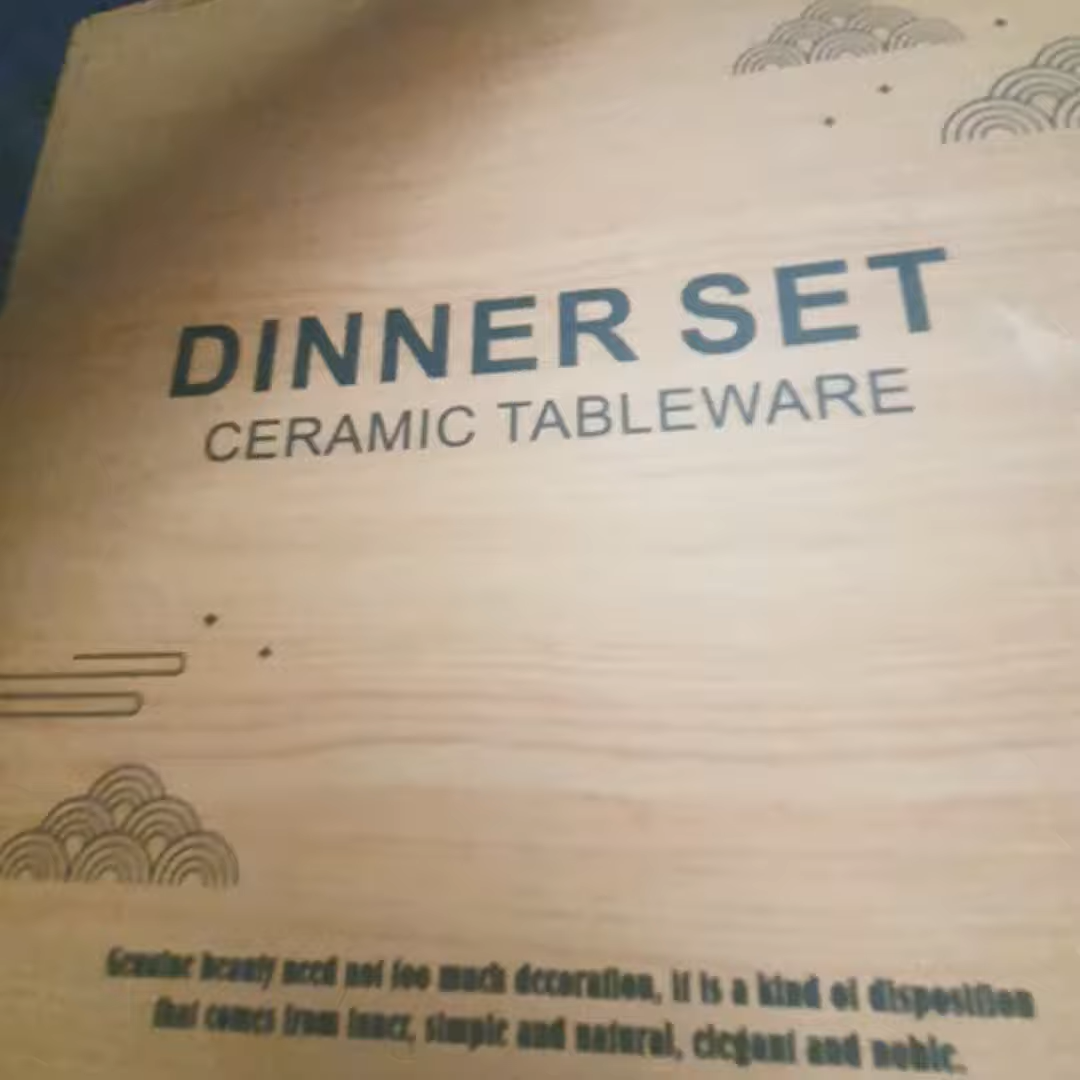 DINNER SET
CERAMIC TABLEWARE
Genuine beauty need not too much decoration, it is a kind of disposition
that comes from inner, simple and natural, elegant and noble.